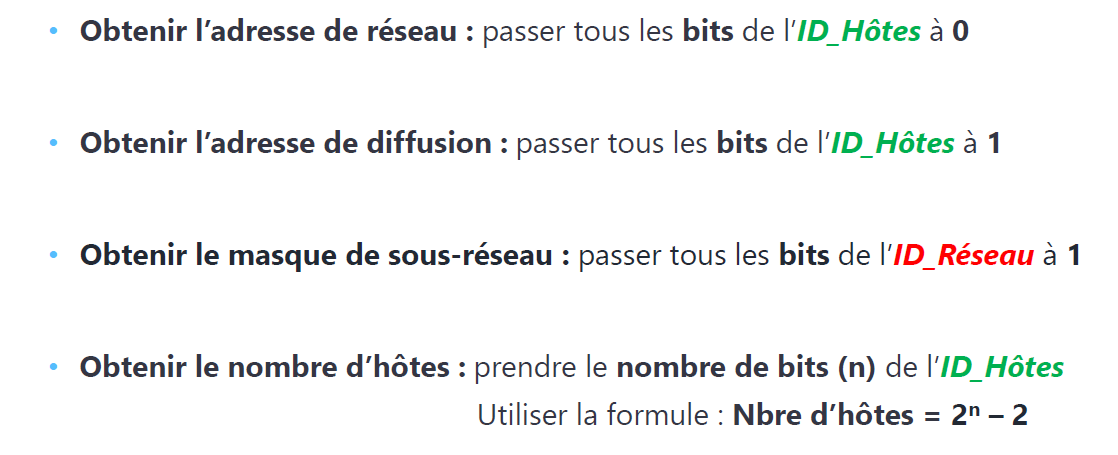 • Obtenir l’adresse de réseau : passer tous les bits de l’ID_Hôtes à 0
• Obtenir l’adresse de diffusion : passer tous les bits de l’ID_Hôtes à 1
• Obtenir le masque de sous-réseau : passer tous les bits de l’ID_Réseau à 1
• Obtenir le nombre d’hôtes : prendre le nombre de bits (n) de l’ID_Hôtes
Utiliser la formule : Nbre d’hôtes = 2ⁿ – 2